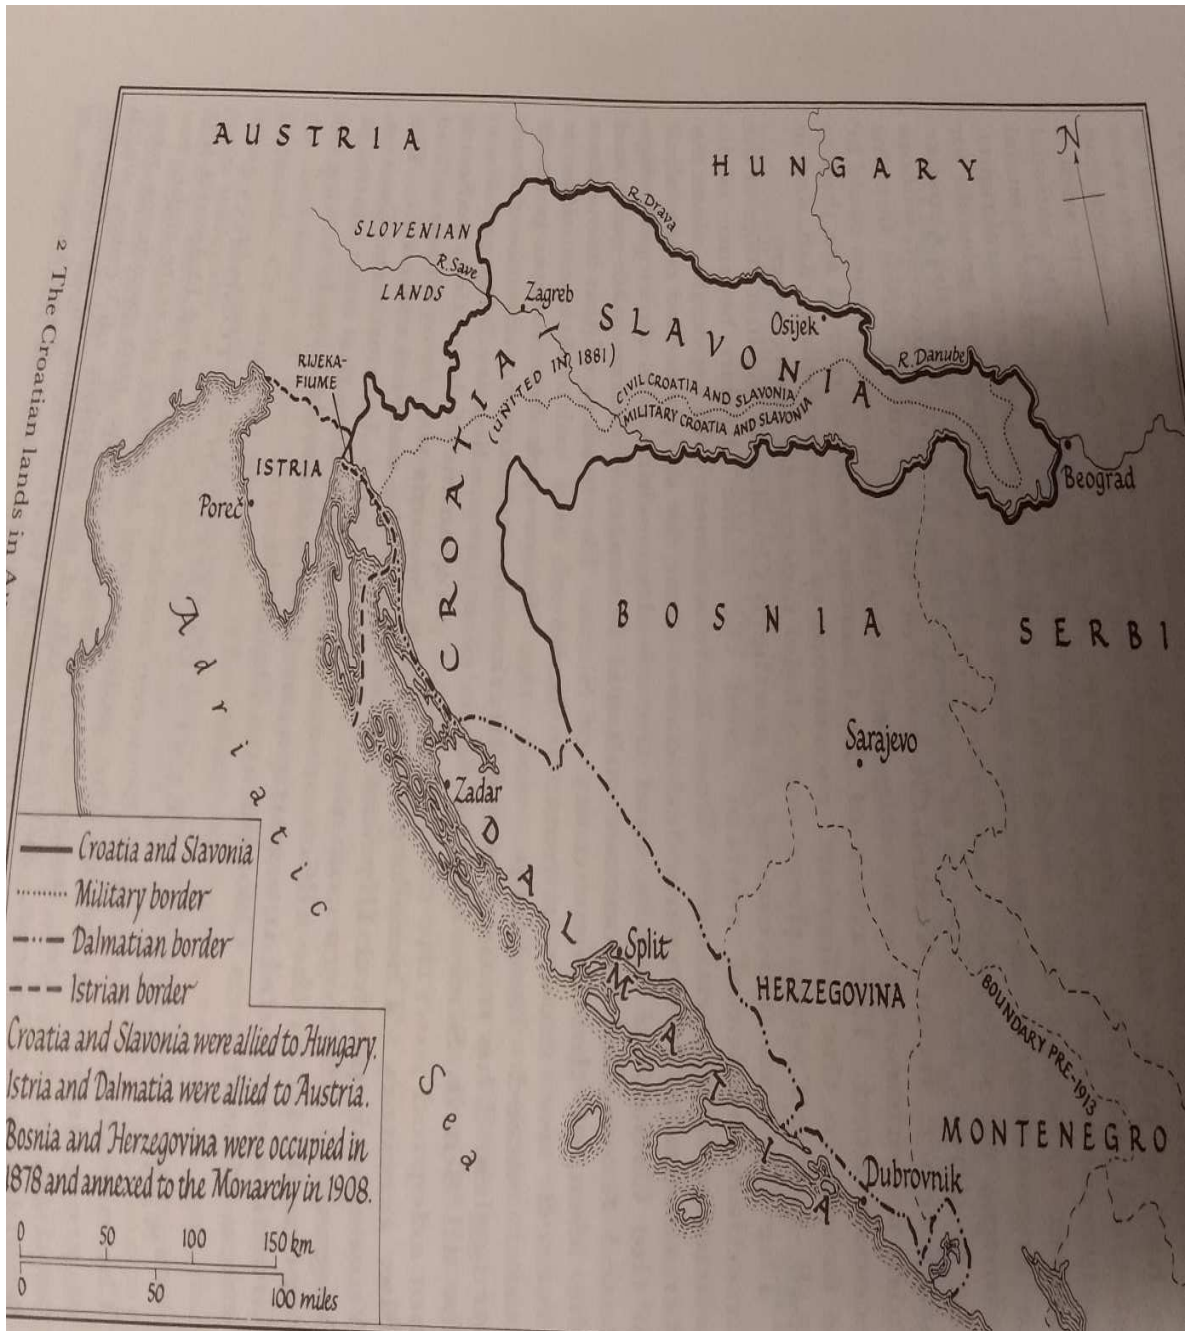 2 The Croatian lands in
AUSTRIA
HUNGARY
N
R. Drava
SLOVENIAN
R. Save
LANDS
Zagreb
SLAVONIA
Osijek
R. Danube
RIJEKA-
FIUME
CROATIA
(UNITED IN 1881)
CIVIL CROATIA AND SLAVONIA
MILITARY CROATIA AND SLAVONIA
ISTRIA
Poreč
Beograd
BOSNIA
SERBI
Adriatic
Sea
Sarajevo
Zadar
DALMATIA
Split
HERZEGOVINA
BOUNDARY PRE-1913
MONTENEGRO
Dubrovnik
Croatia and Slavonia
Military border
Dalmatian border
Istrian border
Croatia and Slavonia were allied to Hungary.
Istria and Dalmatia were allied to Austria.
Bosnia and Herzegovina were occupied in
1878 and annexed to the Monarchy in 1908.
0 50 100 150 km
0 50 100 miles